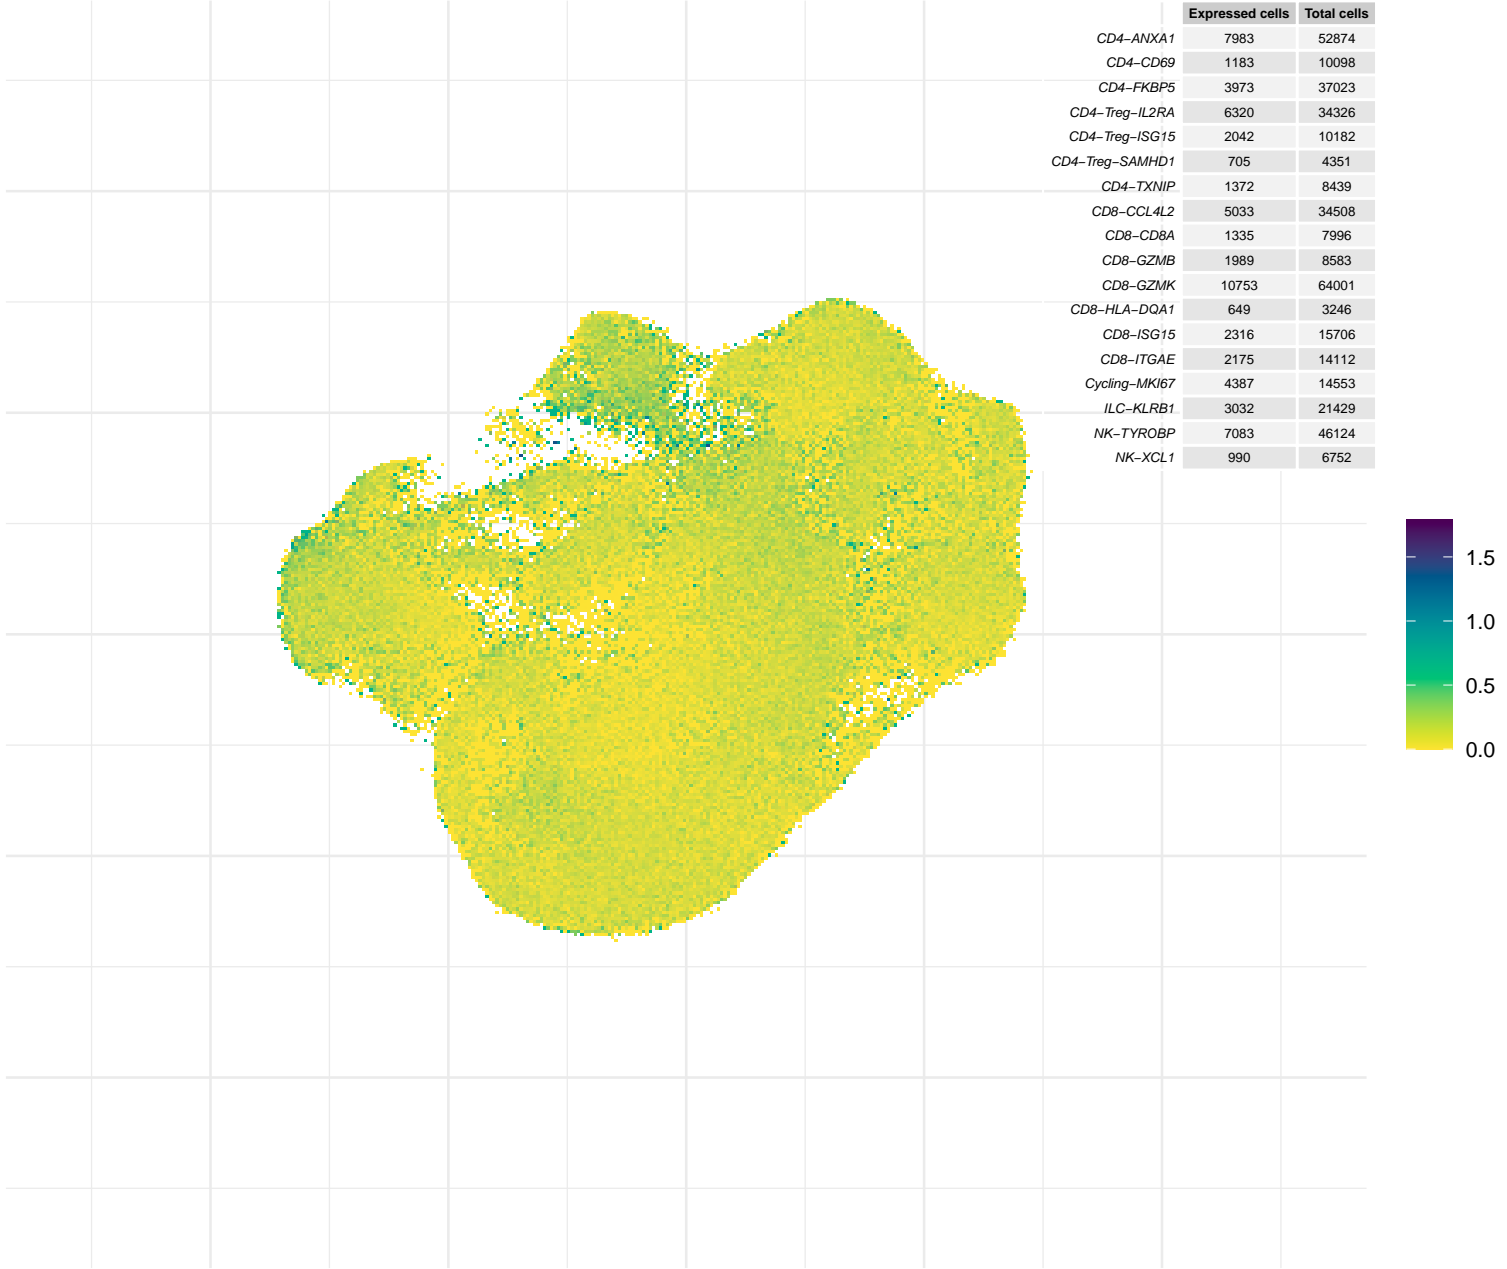 Expressed cells Total cells
CD4−ANXA1 7983 52874
CD4−CD69 1183 10098
CD4−FKBP5 3973 37023
CD4−Treg−IL2RA 6320 34326
CD4−Treg−ISG15 2042 10182
CD4−Treg−SAMHD1 705 4351
CD4−TXNIP 1372 8439
CD8−CCL4L2 5033 34508
CD8−CD8A 1335 7996
CD8−GZMB 1989 8583
CD8−GZMK 10753 64001
CD8−HLA−DQA1 649 3246
CD8−ISG15 2316 15706
CD8−ITGAE 2175 14112
Cycling−MKI67 4387 14553
ILC−KLRB1 3032 21429
NK−TYROBP 7083 46124
NK−XCL1 990 6752
1.5
1.0
0.5
0.0